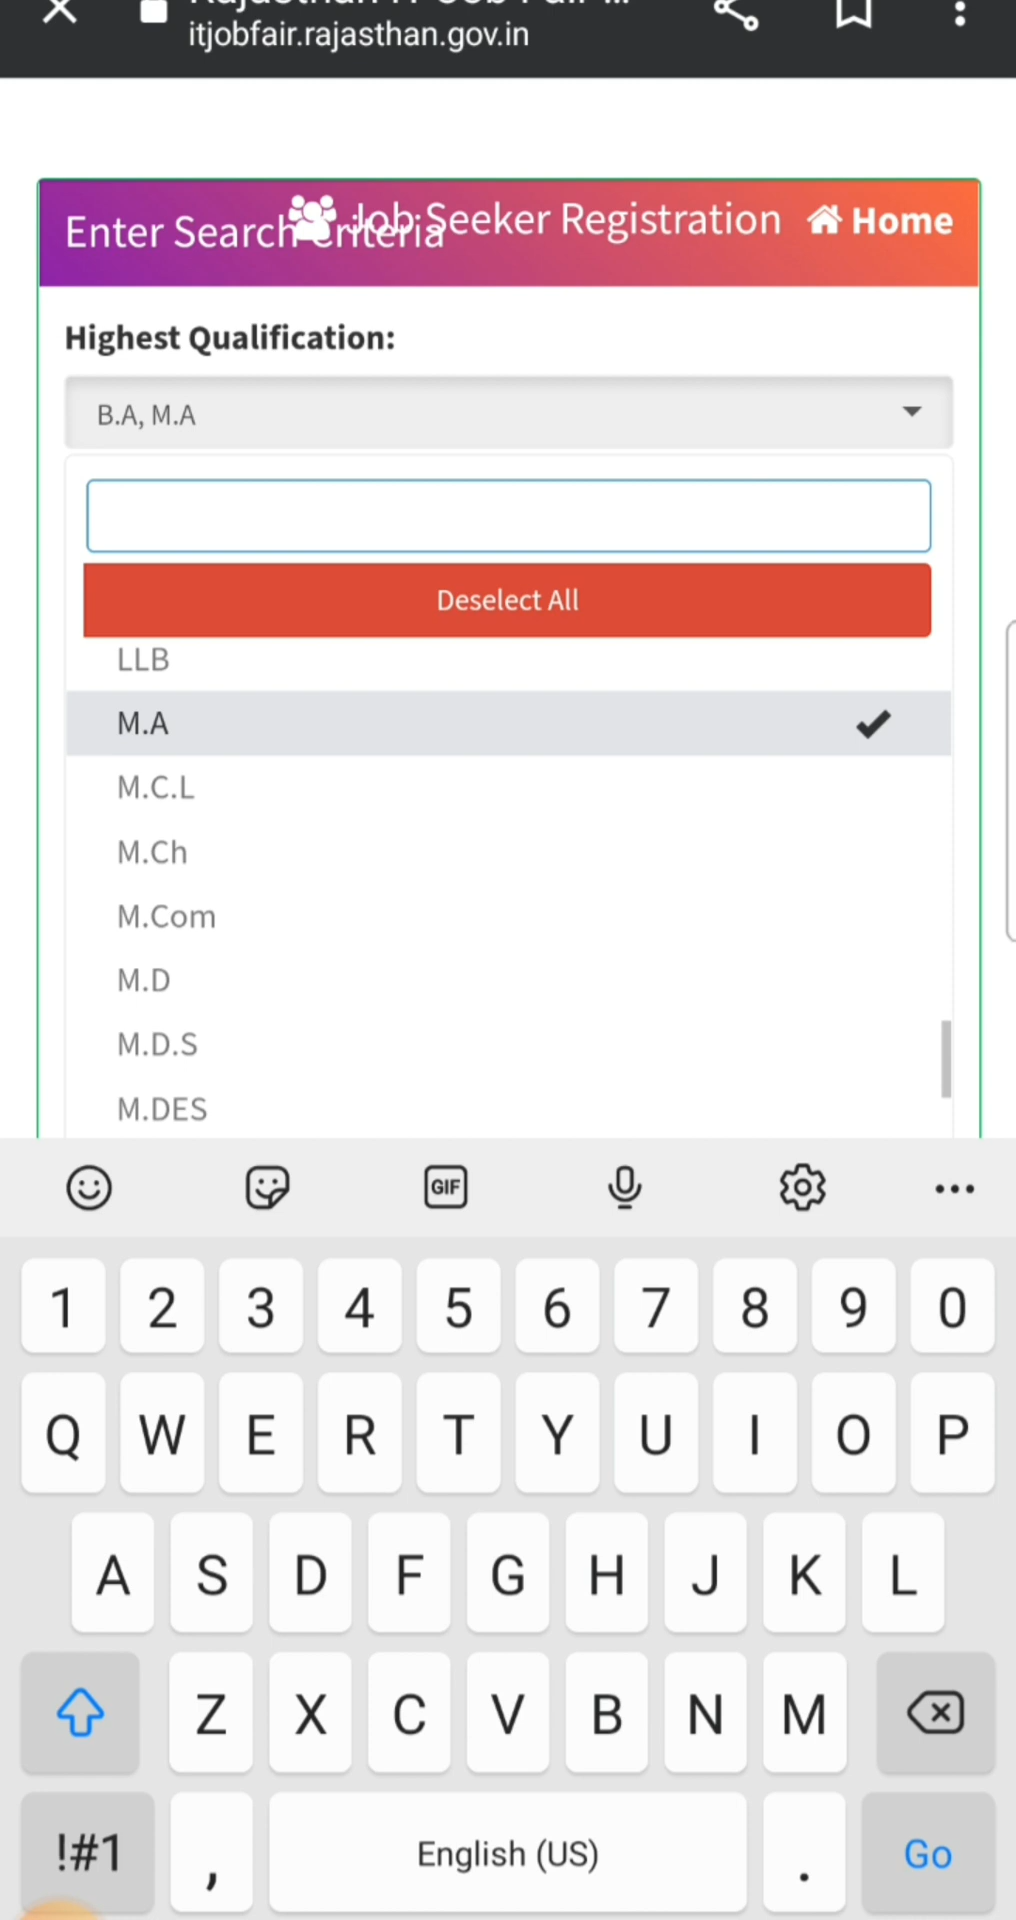 itjobfair.rajasthan.gov.in
Enter Search Criteria
Job Seeker Registration
Home
Highest Qualification:
B.A, M.A
Deselect All
LLB
M.A
M.C.L
M.Ch
M.Com
M.D
M.D.S
M.DES
GIF
1 2 3 4 5 6 7 8 9 0
Q W E R T Y U I O P
A S D F G H J K L
Z X C V B N M
!#1 , English (US) . Go